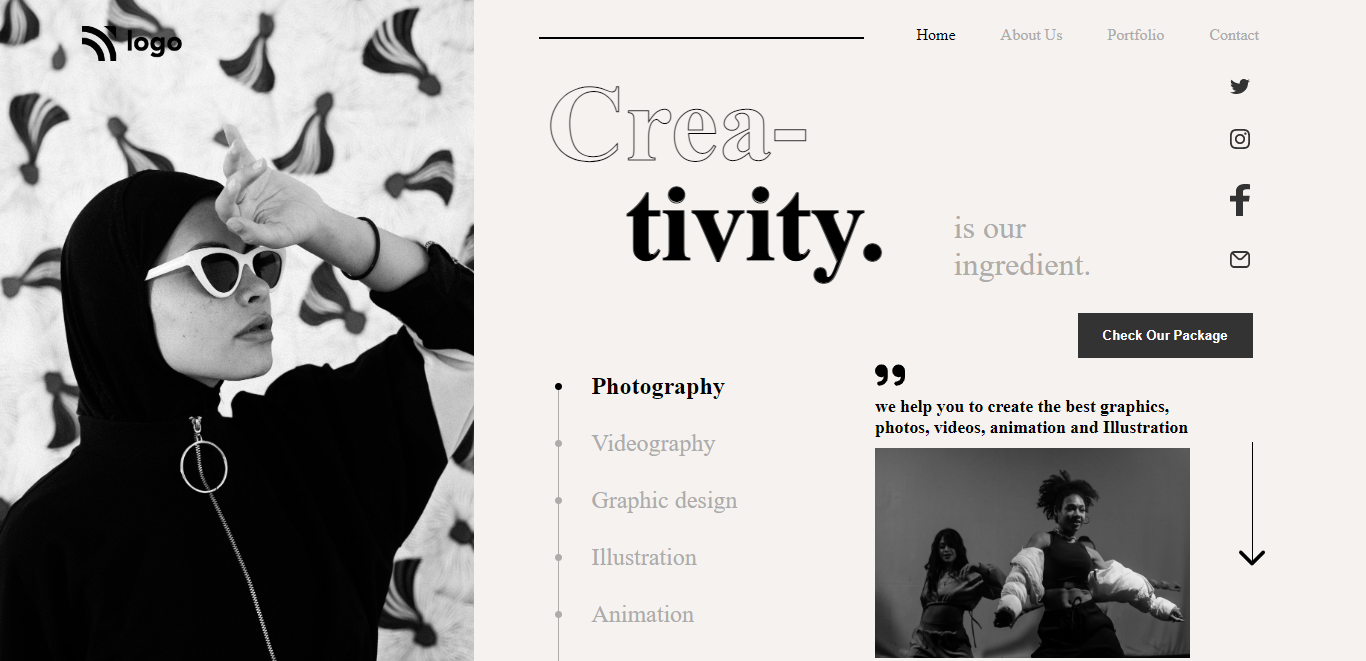 logo
Home About Us Portfolio Contact
Crea-
tivity.
is our
ingredient.
Check Our Package
Photography
Videography
Graphic design
Illustration
Animation
❟❟
we help you to create the best graphics,
photos, videos, animation and Illustration